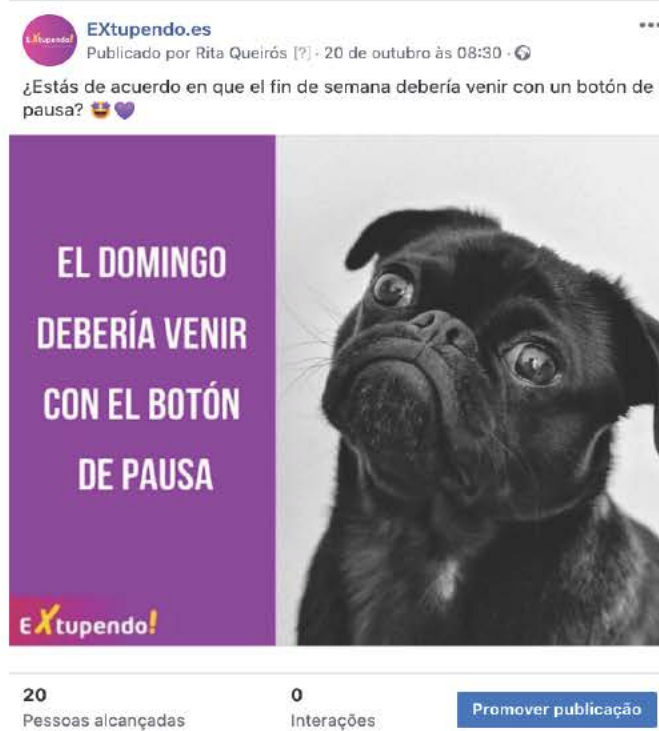 EXtupendo!
EXtupendo.es
Publicado por Rita Queirós [?] · 20 de outubro às 08:30 ·
¿Estás de acuerdo en que el fin de semana debería venir con un botón de
pausa? 🤩💜
EL DOMINGO
DEBERÍA VENIR
CON EL BOTÓN
DE PAUSA
EXtupendo!
20
Pessoas alcançadas
0
Interações
Promover publicação